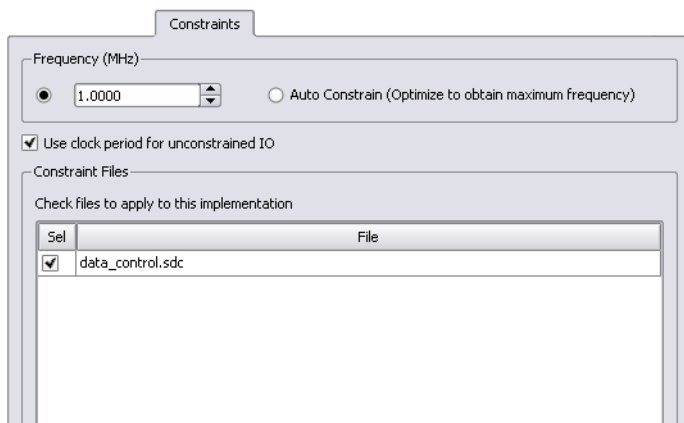 Constraints
Frequency (MHz)
1.0000
Auto Constrain (Optimize to obtain maximum frequency)
Use clock period for unconstrained IO
Constraint Files
Check files to apply to this implementation
Sel File
data_control.sdc